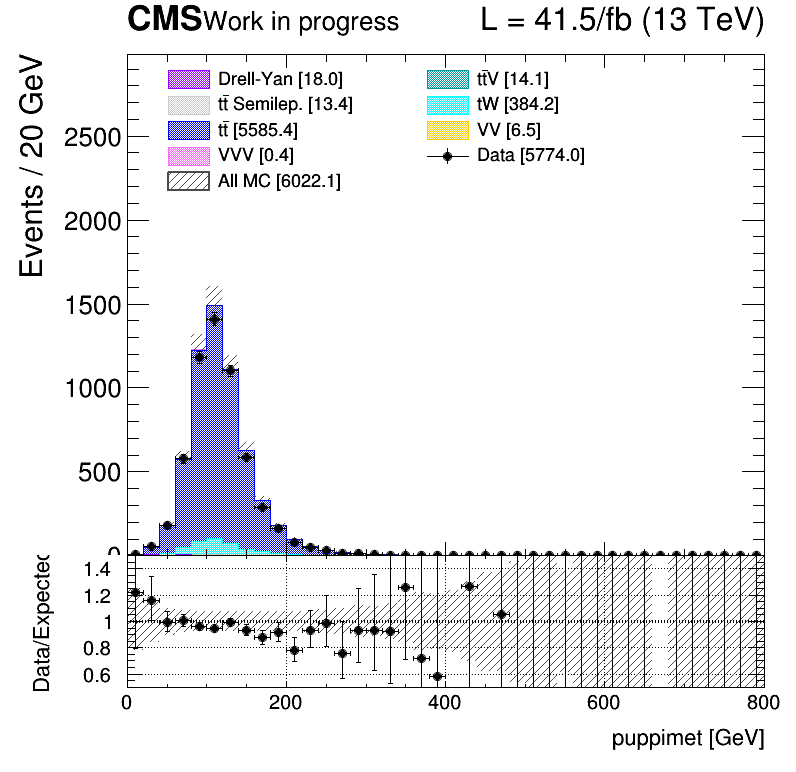 CMS Work in progress L = 41.5/fb (13 TeV)
Events / 20 GeV
Drell-Yan [18.0]
tt̄ Semilep. [13.4]
tt̄ [5585.4]
VVV [0.4]
All MC [6022.1]
tt̄V [14.1]
tW [384.2]
VV [6.5]
Data [5774.0]
2500
2000
1500
1000
500
0
Data/Expected
1.4
1.2
1
0.8
0.6
0 200 400 600 800
puppimet [GeV]